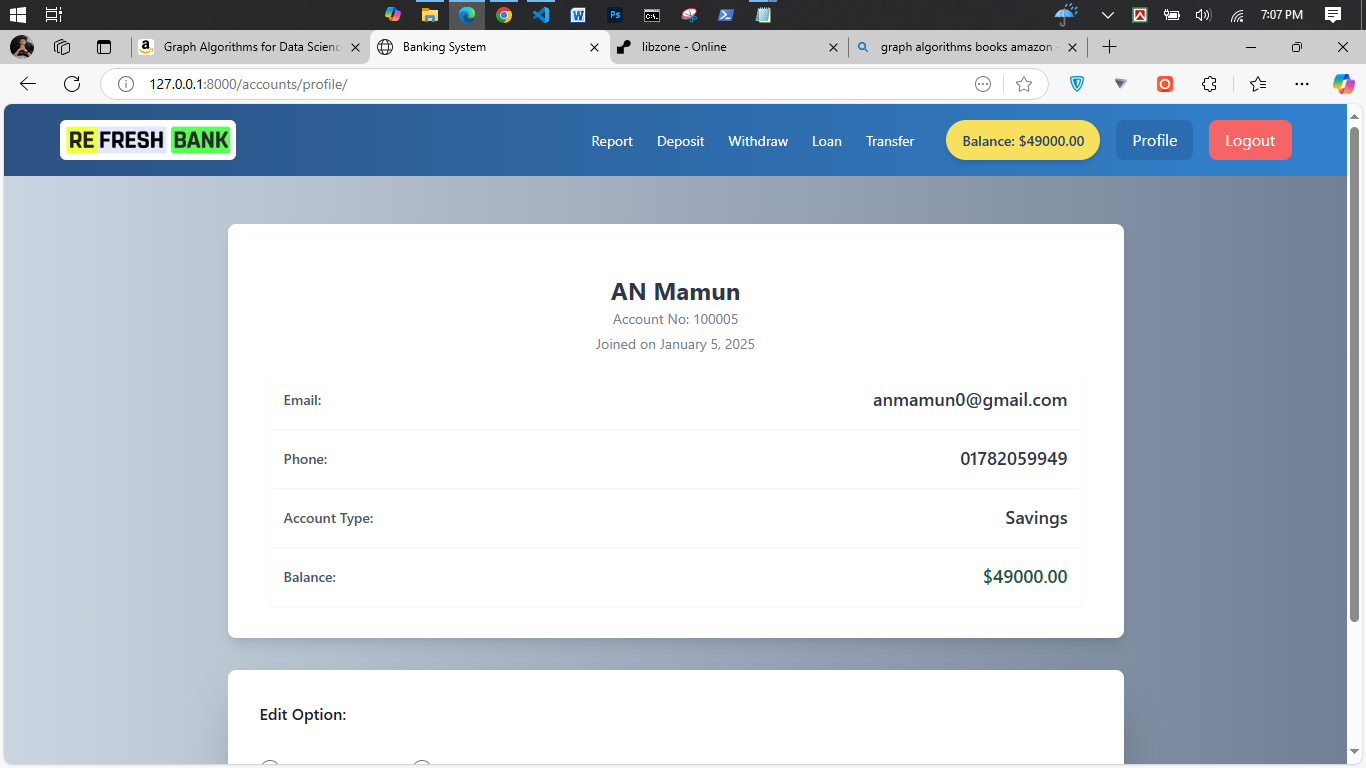 7:07 PM
Graph Algorithms for Data Scienc
Banking System
libzone - Online
graph algorithms books amazon -
127.0.0.1:8000/accounts/profile/
RE FRESH BANK
Report
Deposit
Withdraw
Loan
Transfer
Balance: $49000.00
Profile
Logout
AN Mamun
Account No: 100005
Joined on January 5, 2025
Email:
anmamun0@gmail.com
Phone:
01782059949
Account Type:
Savings
Balance:
$49000.00
Edit Option: